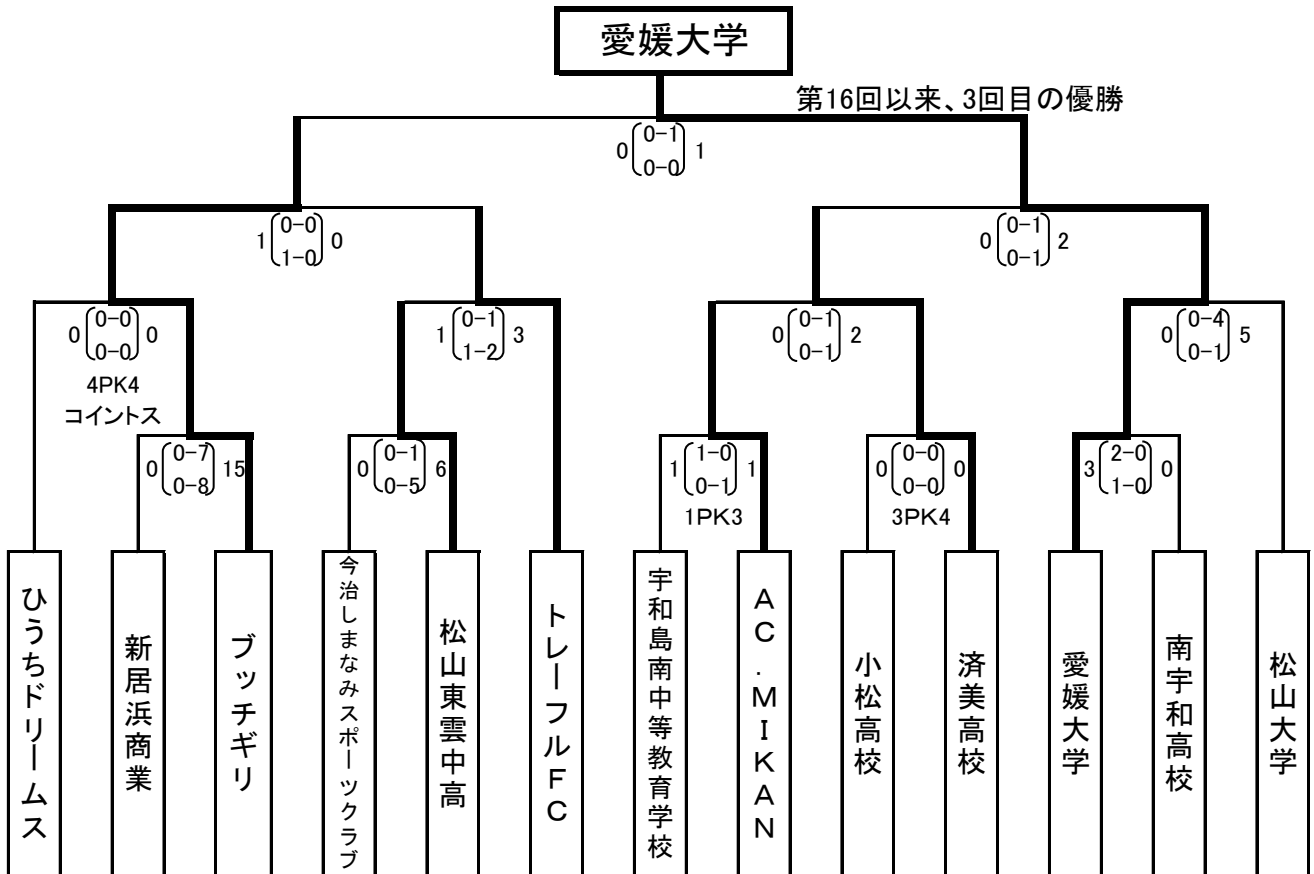 愛媛大学
第16回以来、3回目の優勝
0 0-1 1
0-0
1 0-0 0
1-0
0 0-1 2
0-1
0 0-0 0
0-0
4PK4
コイントス
1 0-1 3
1-2
0 0-1 2
0-1
0 0-4 5
0-1
0 0-7 15
0-8
0 0-1 6
0-5
1 1-0 1
0-1
1PK3
0 0-0 0
0-0
3PK4
3 2-0 0
1-0
ひうちドリームス
新居浜商業
ブッチギリ
今治しまなみスポーツクラブ
松山東雲中高
トレーフルFC
宇和島南中等教育学校
AC.MIKAN
小松高校
済美高校
愛媛大学
南宇和高校
松山大学